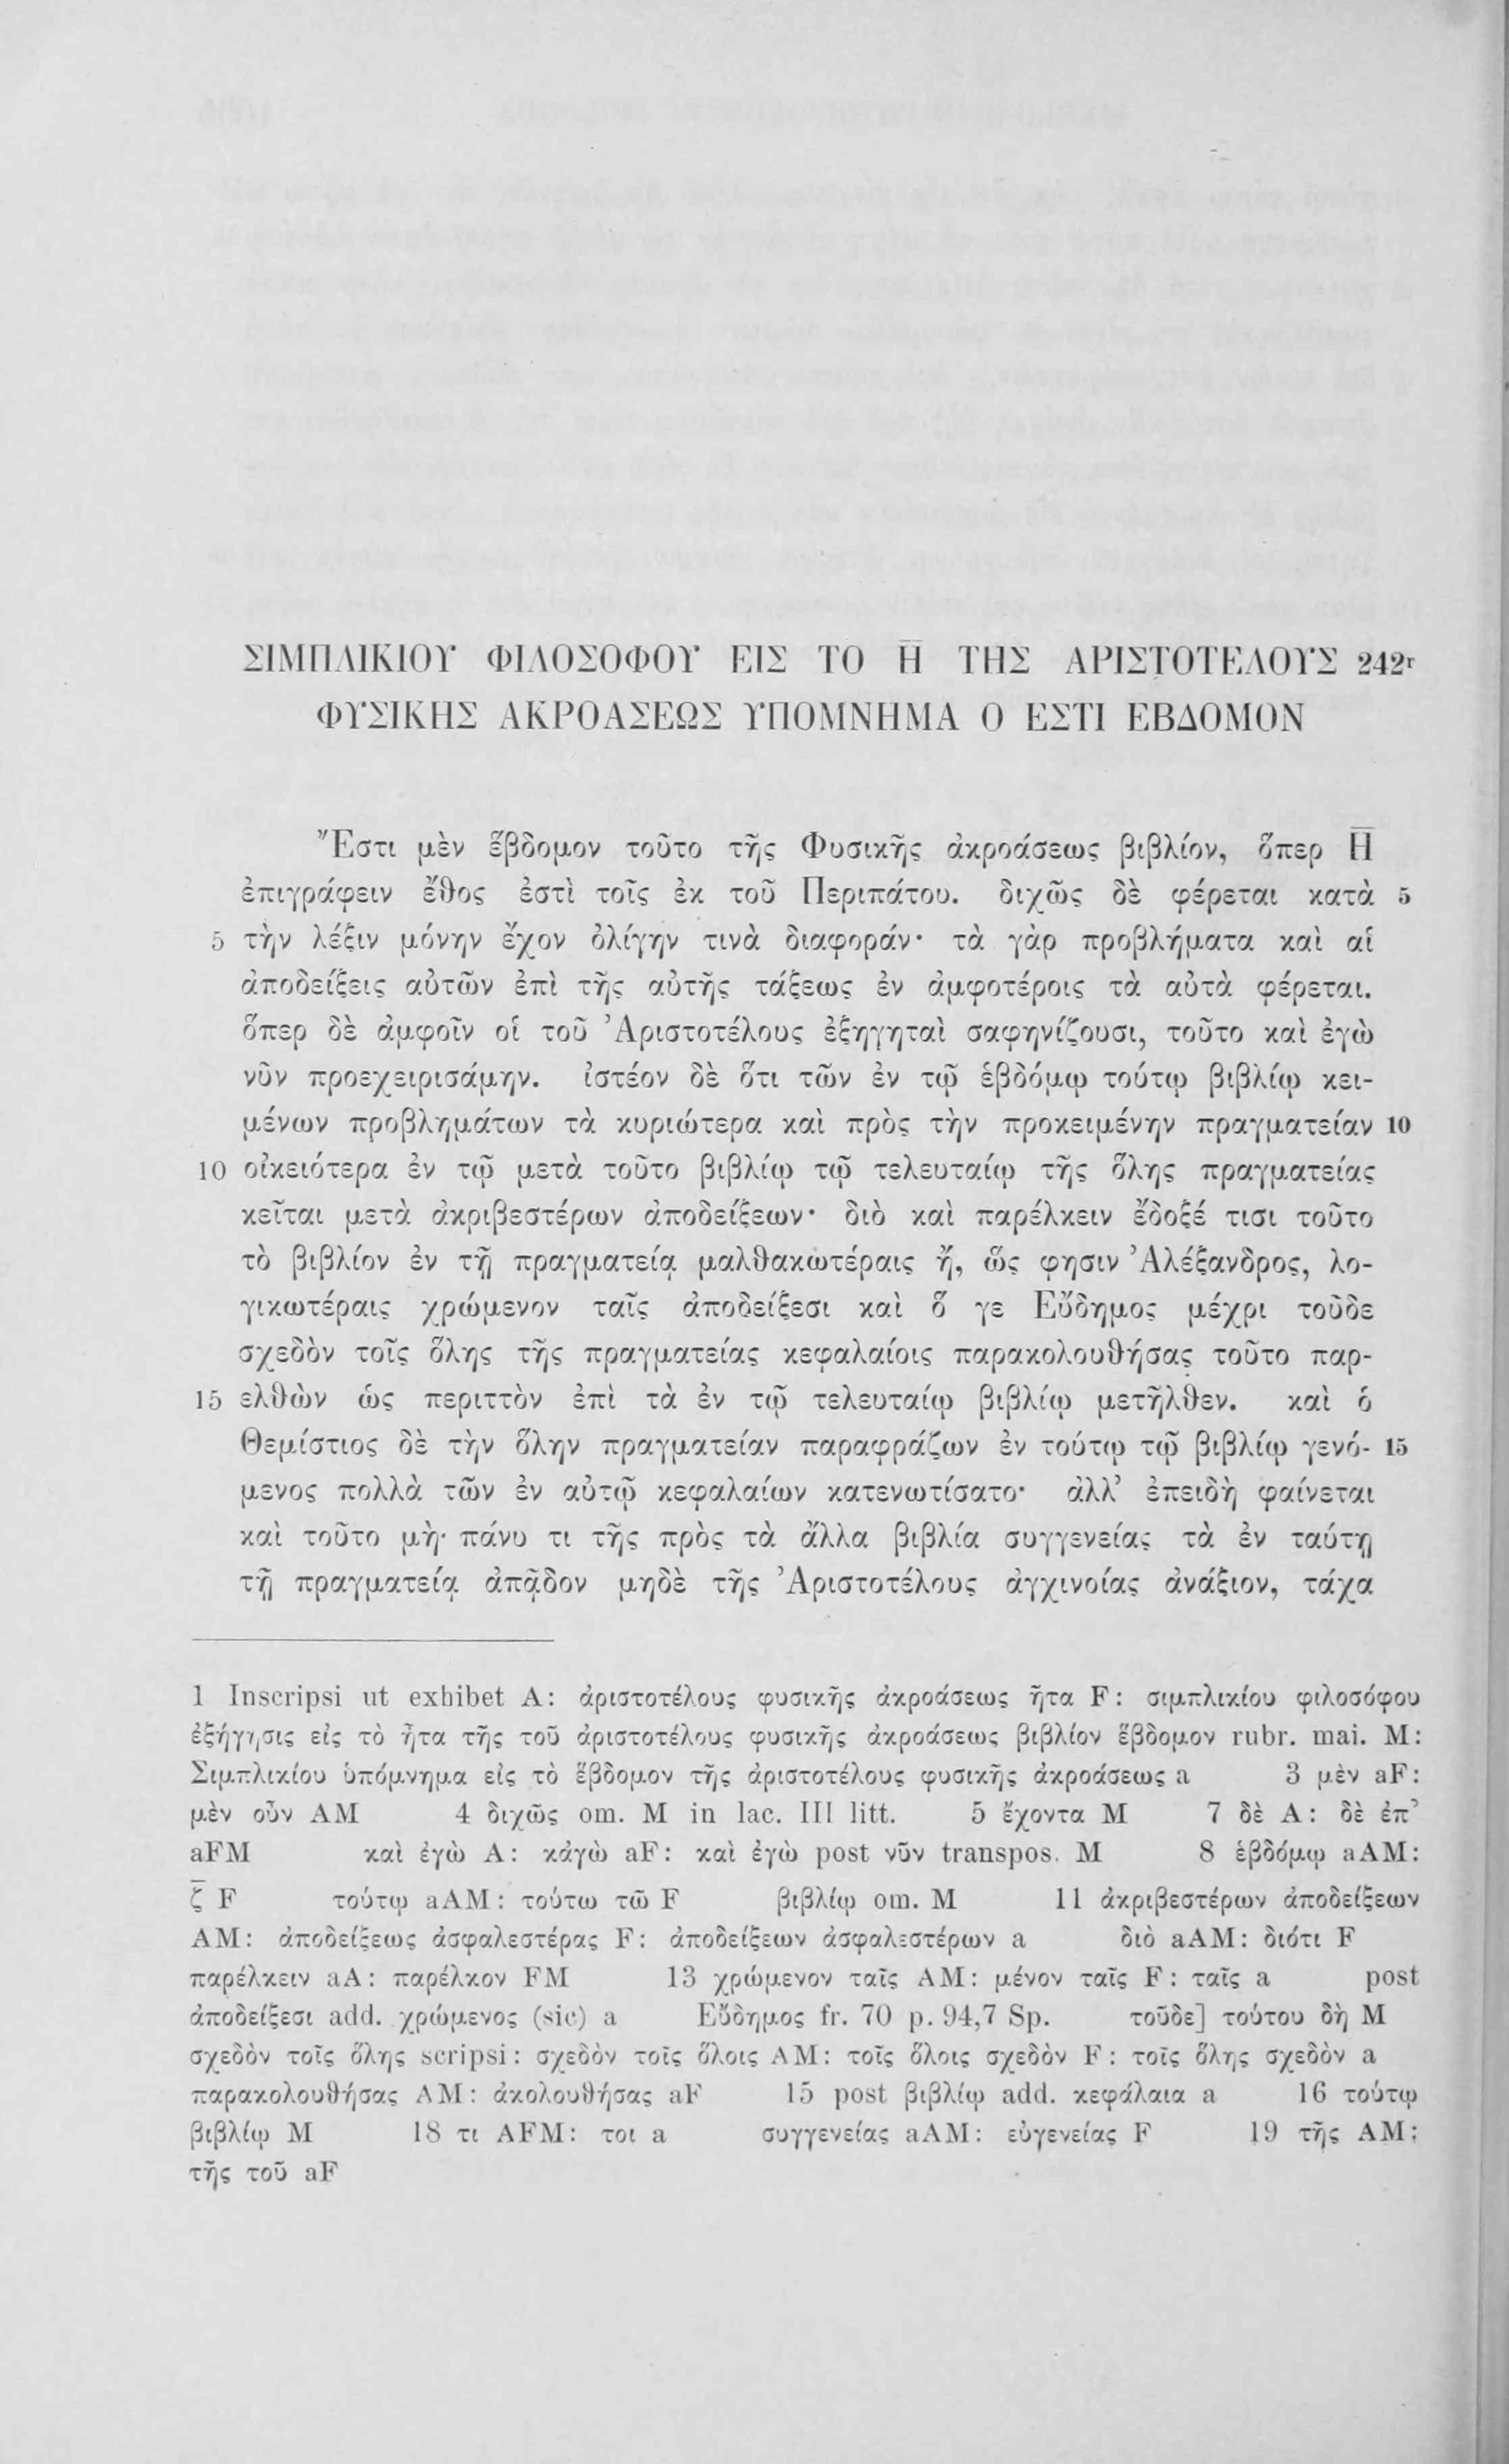 ΣΙΜΠΛΙΚΙΟΥ ΦΙΛΟΣΟΦΟΥ ΕΙΣ ΤΟ Η̅ ΤΗΣ ΑΡΙΣΤΟΤΕΛΟΥΣ 242r
ΦΥΣΙΚΗΣ ΑΚΡΟΑΣΕΩΣ ΥΠΟΜΝΗΜΑ Ο ΕΣΤΙ ΕΒΔΟΜΟΝ
Ἔστι μὲν ἕβδομον τοῦτο τῆς Φυσικῆς ἀκροάσεως βιβλίον, ὅπερ Η̅
ἐπιγράφειν ἔθος ἐστὶ τοῖς ἐκ τοῦ Περιπάτου. διχῶς δὲ φέρεται κατὰ 5
5 τὴν λέξιν μόνην ἔχον ὀλίγην τινὰ διαφοράν· τὰ γὰρ προβλήματα καὶ αἱ
ἀποδείξεις αὐτῶν ἐπὶ τῆς αὐτῆς τάξεως ἐν ἀμφοτέροις τὰ αὐτὰ φέρεται.
ὅπερ δὲ ἀμφοῖν οἱ τοῦ Ἀριστοτέλους ἐξηγηταὶ σαφηνίζουσι, τοῦτο καὶ ἐγὼ
νῦν προεχειρισάμην. ἰστέον δὲ ὅτι τῶν ἐν τῷ ἑβδόμῳ τούτῳ βιβλίῳ κει-
μένων προβλημάτων τὰ κυριώτερα καὶ πρὸς τὴν προκειμένην πραγματείαν 10
10 οἰκειότερα ἐν τῷ μετὰ τοῦτο βιβλίῳ τῷ τελευταίῳ τῆς ὅλης πραγματείας
κεῖται μετὰ ἀκριβεστέρων ἀποδείξεων· διὸ καὶ παρέλκειν ἔδοξέ τισι τοῦτο
τὸ βιβλίον ἐν τῇ πραγματείᾳ μαλθακωτέραις ἤ, ὥς φησιν Ἀλέξανδρος, λο-
γικωτέραις χρώμενον ταῖς ἀποδείξεσι καὶ ὅ γε Εὔδημος μέχρι τοῦδε
σχεδὸν τοῖς ὅλης τῆς πραγματείας κεφαλαίοις παρακολουθήσας τοῦτο παρ-
15 ελθὼν ὡς περιττὸν ἐπὶ τὰ ἐν τῷ τελευταίῳ βιβλίῳ μετῆλθεν. καὶ ὁ
Θεμίστιος δὲ τὴν ὅλην πραγματείαν παραφράζων ἐν τούτῳ τῷ βιβλίῳ γενό- 15
μενος πολλὰ τῶν ἐν αὐτῷ κεφαλαίων κατενωτίσατο· ἀλλ’ ἐπειδὴ φαίνεται
καὶ τοῦτο μὴ πάνυ τι τῆς πρὸς τὰ ἄλλα βιβλία συγγενείας τὰ ἐν ταύτῃ
τῇ πραγματείᾳ ἀπᾷδον μηδὲ τῆς Ἀριστοτέλους ἀγχινοίας ἀνάξιον, τάχα
1 Inscripsi ut exhibet A: ἀριστοτέλους φυσικῆς ἀκροάσεως ἦτα F: σιμπλικίου φιλοσόφου
ἐξήγησις εἰς τὸ ἦτα τῆς τοῦ ἀριστοτέλους φυσικῆς ἀκροάσεως βιβλίον ἕβδομον rubr. mai. M:
Σιμπλικίου ὑπόμνημα εἰς τὸ ἕβδομον τῆς ἀριστοτέλους φυσικῆς ἀκροάσεως a 3 μὲν aF:
μὲν οὖν AM 4 διχῶς om. M in lac. III litt. 5 ἔχοντα M 7 δὲ A: δὲ ἐπ’
aFM καὶ ἐγὼ A: κἀγὼ aF: καὶ ἐγὼ post νῦν transpos. M 8 ἑβδόμῳ aAM:
ζ̅ F τούτῳ aAM: τούτω τῶ F βιβλίῳ om. M 11 ἀκριβεστέρων ἀποδείξεων
AM: ἀποδείξεως ἀσφαλεστέρας F: ἀποδείξεων ἀσφαλεστέρων a διὸ aAM: διότι F
παρέλκειν aA: παρέλκον FM 13 χρώμενον ταῖς AM: μένον ταῖς F: ταῖς a post
ἀποδείξεσι add. χρώμενος (sic) a Εὔδημος fr. 70 p. 94,7 Sp. τοῦδε] τούτου δὴ M
σχεδὸν τοῖς ὅλης scripsi: σχεδὸν τοῖς ὅλοις AM: τοῖς ὅλοις σχεδὸν F: τοῖς ὅλης σχεδὸν a
παρακολουθήσας AM: ἀκολουθήσας aF 15 post βιβλίῳ add. κεφάλαια a 16 τούτῳ
βιβλίῳ M 18 τι AFM: τοι a συγγενείας aAM: εὐγενείας F 19 τῆς AM:
τῆς τοῦ aF